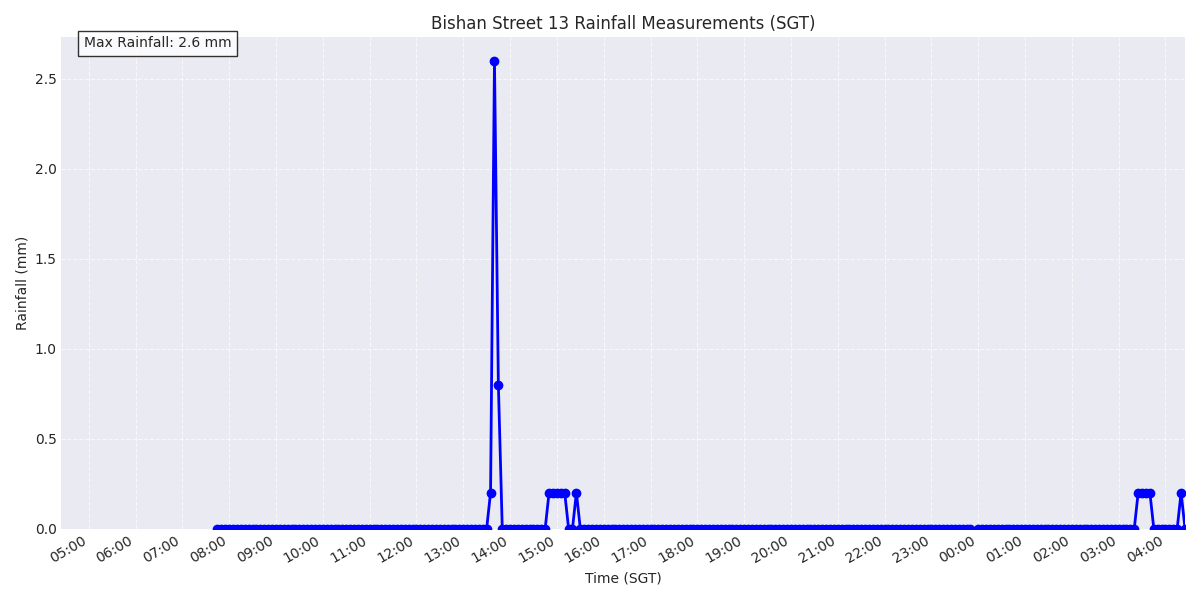 Bishan Street 13 Rainfall Measurements (SGT)
Max Rainfall: 2.6 mm
2.5
2.0
1.5
1.0
0.5
0.0
Rainfall (mm)
05:00 06:00 07:00 08:00 09:00 10:00 11:00 12:00 13:00 14:00 15:00 16:00 17:00 18:00 19:00 20:00 21:00 22:00 23:00 00:00 01:00 02:00 03:00 04:00
Time (SGT)